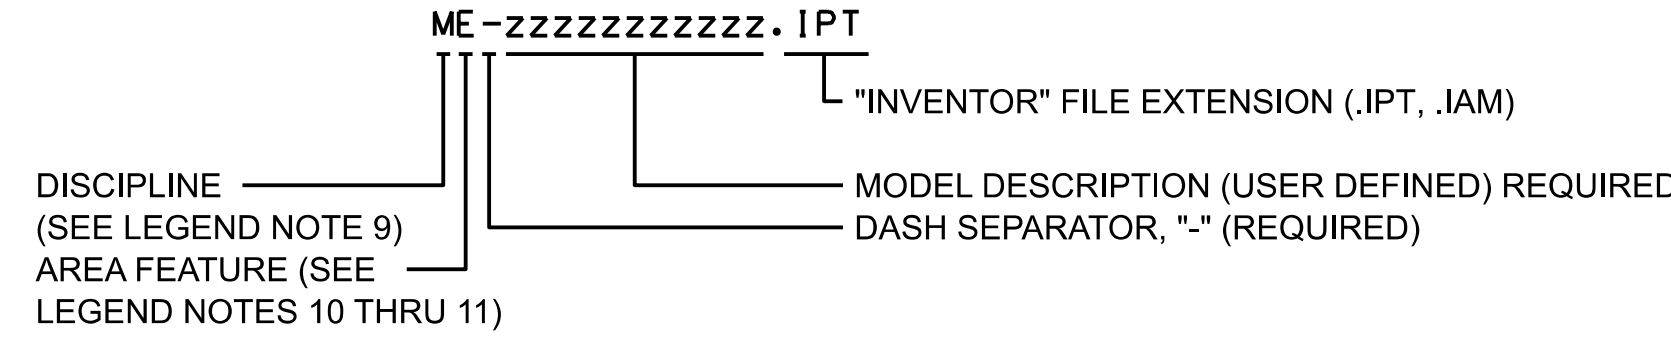 ME-zzzzzzzzzzz.IPT
"INVENTOR" FILE EXTENSION (.IPT, .IAM)
DISCIPLINE
(SEE LEGEND NOTE 9)
AREA FEATURE (SEE
LEGEND NOTES 10 THRU 11)
MODEL DESCRIPTION (USER DEFINED) REQUIRED
DASH SEPARATOR, "-" (REQUIRED)